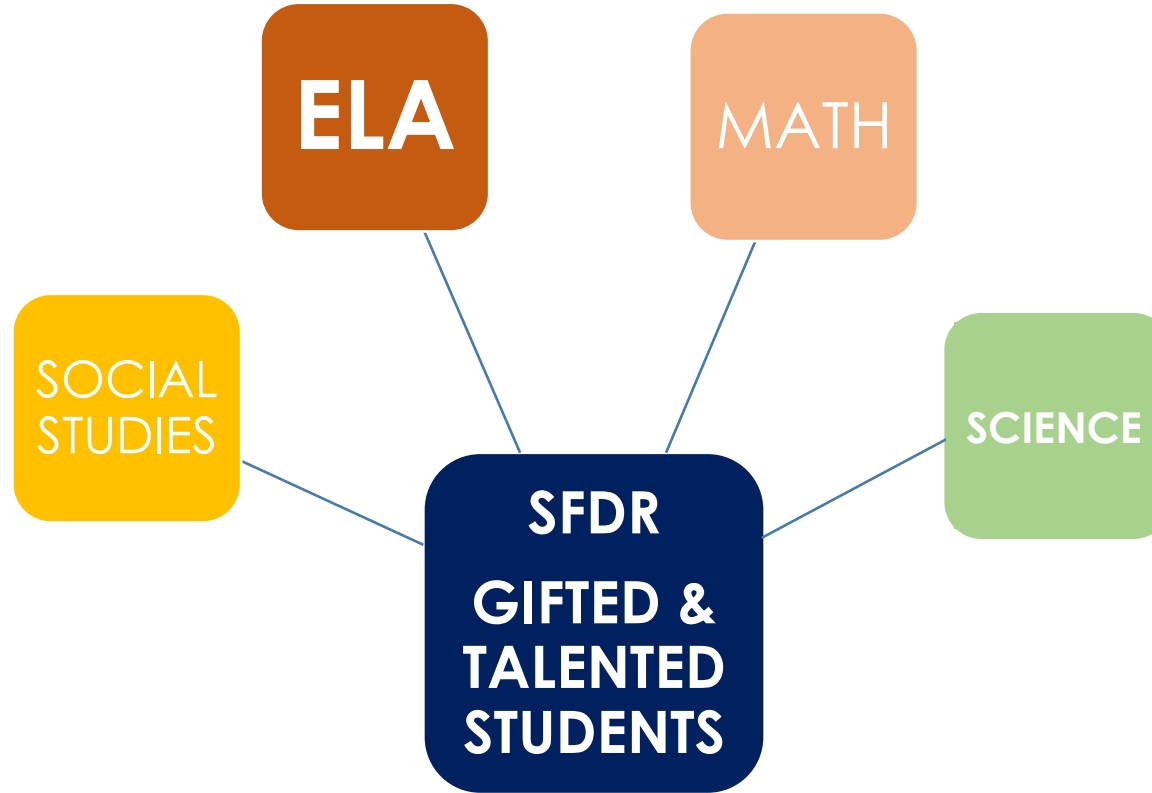 ELA
MATH
SOCIAL
STUDIES
SCIENCE
SFDR
GIFTED &
TALENTED
STUDENTS